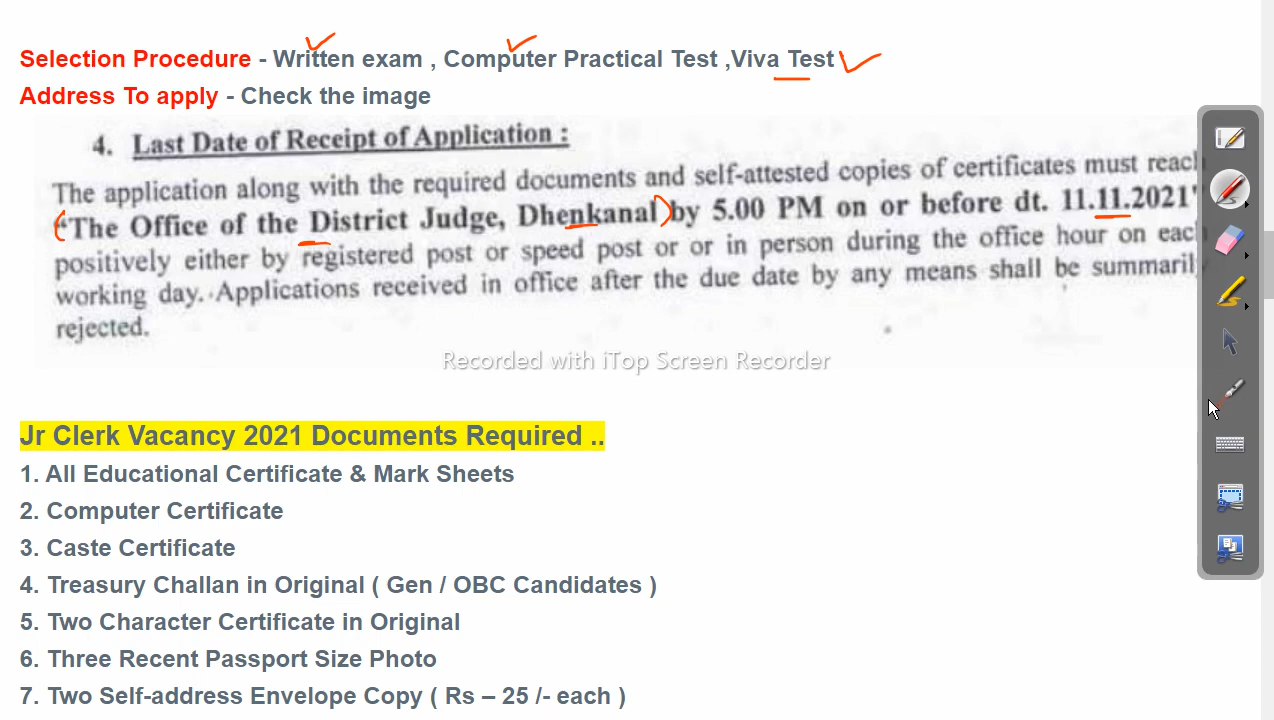 Selection Procedure - Written exam , Computer Practical Test ,Viva Test
Address To apply - Check the image
4. Last Date of Receipt of Application :
The application along with the required documents and self-attested copies of certificates must reach
"The Office of the District Judge, Dhenkanal by 5.00 PM on or before dt. 11.11.2021"
positively either by registered post or speed post or or in person during the office hour on each
working day. Applications received in office after the due date by any means shall be summaril
rejected.
Recorded with iTop Screen Recorder
Jr Clerk Vacancy 2021 Documents Required ..
1. All Educational Certificate & Mark Sheets
2. Computer Certificate
3. Caste Certificate
4. Treasury Challan in Original ( Gen / OBC Candidates )
5. Two Character Certificate in Original
6. Three Recent Passport Size Photo
7. Two Self-address Envelope Copy ( Rs – 25 /- each )